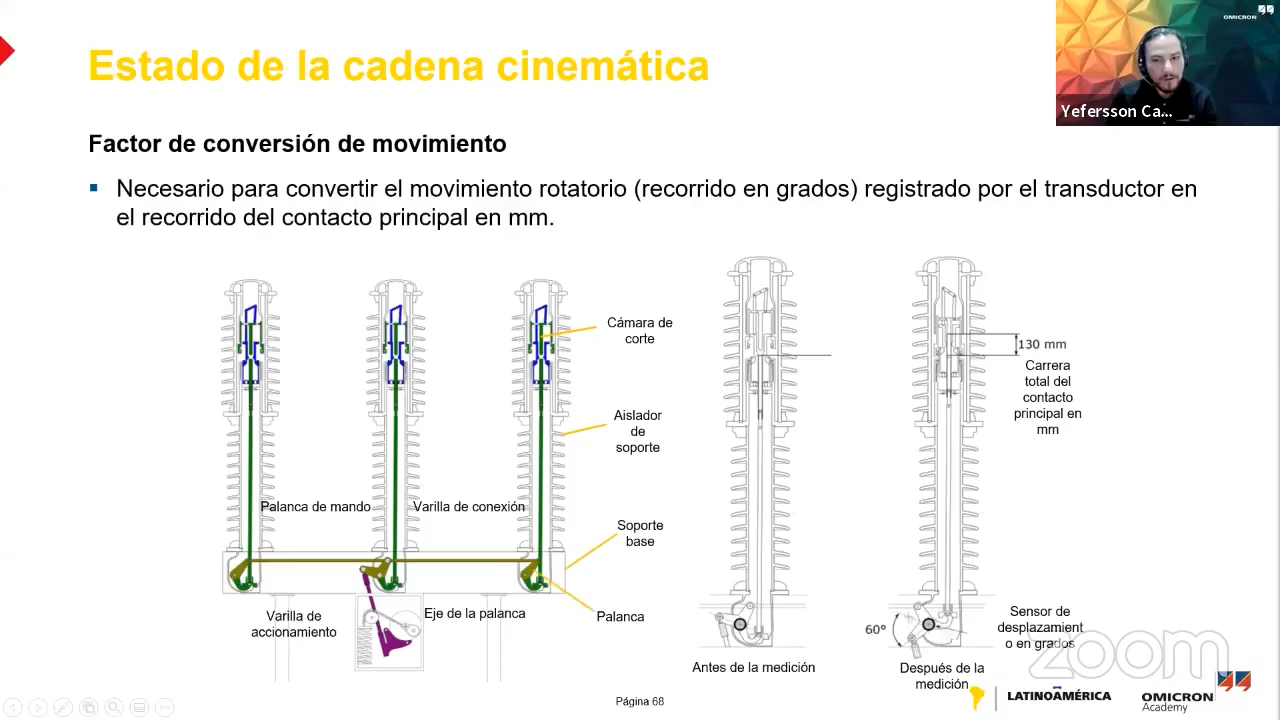 OMICRON
Yefersson Ca...
Estado de la cadena cinemática
Factor de conversión de movimiento
Necesario para convertir el movimiento rotatorio (recorrido en grados) registrado por el transductor en
el recorrido del contacto principal en mm.
Cámara de
corte
Aislador
de
soporte
Palanca de mando
Varilla de conexión
Soporte
base
Varilla de
accionamiento
Eje de la palanca
Palanca
130 mm
Carrera
total del
contacto
principal en
mm
60°
Sensor de
desplazamient
o en grados
Antes de la medición
Después de la
medición
zoom
Página 68
LATINOAMÉRICA
OMICRON
Academy